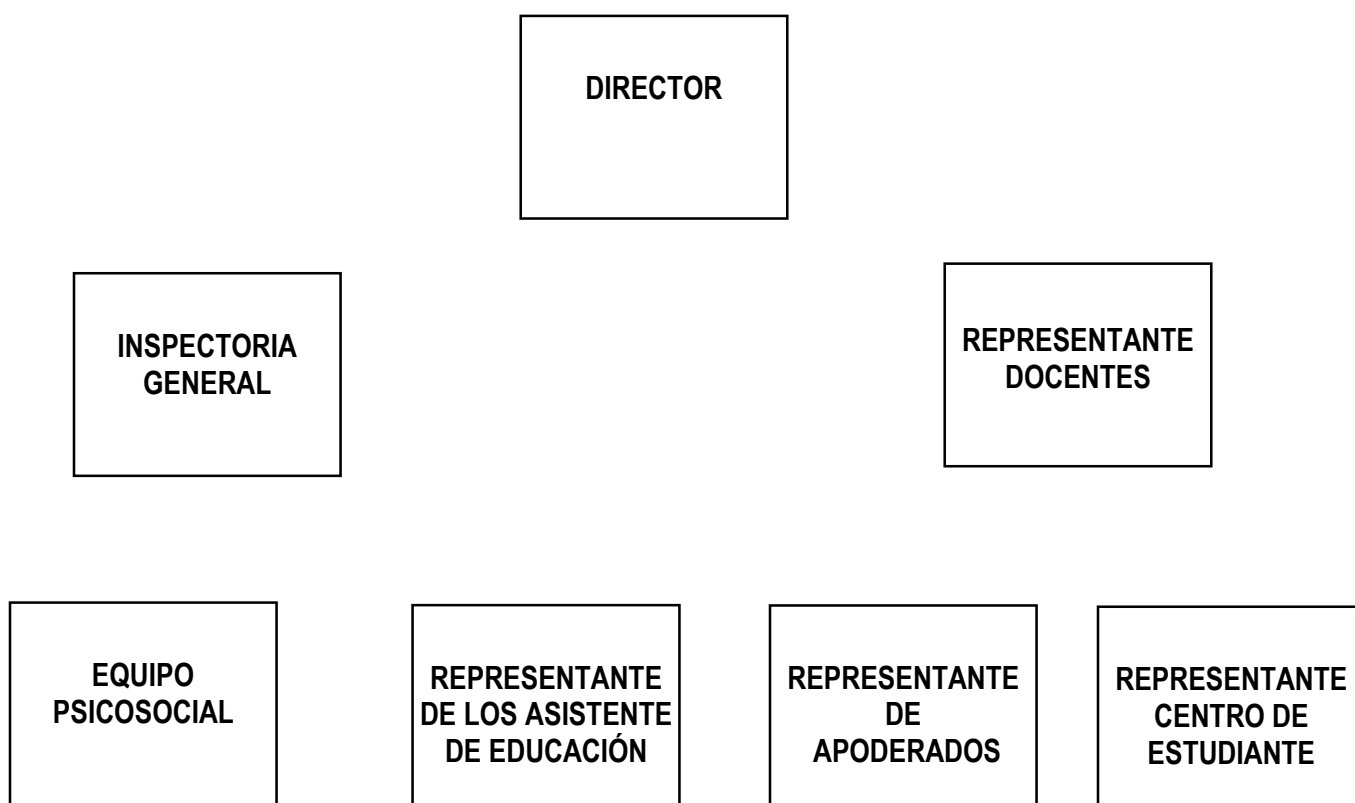 DIRECTOR
INSPECTORIA
GENERAL
REPRESENTANTE
DOCENTES
EQUIPO
PSICOSOCIAL
REPRESENTANTE
DE LOS ASISTENTE
DE EDUCACIÓN
REPRESENTANTE
DE
APODERADOS
REPRESENTANTE
CENTRO DE
ESTUDIANTE